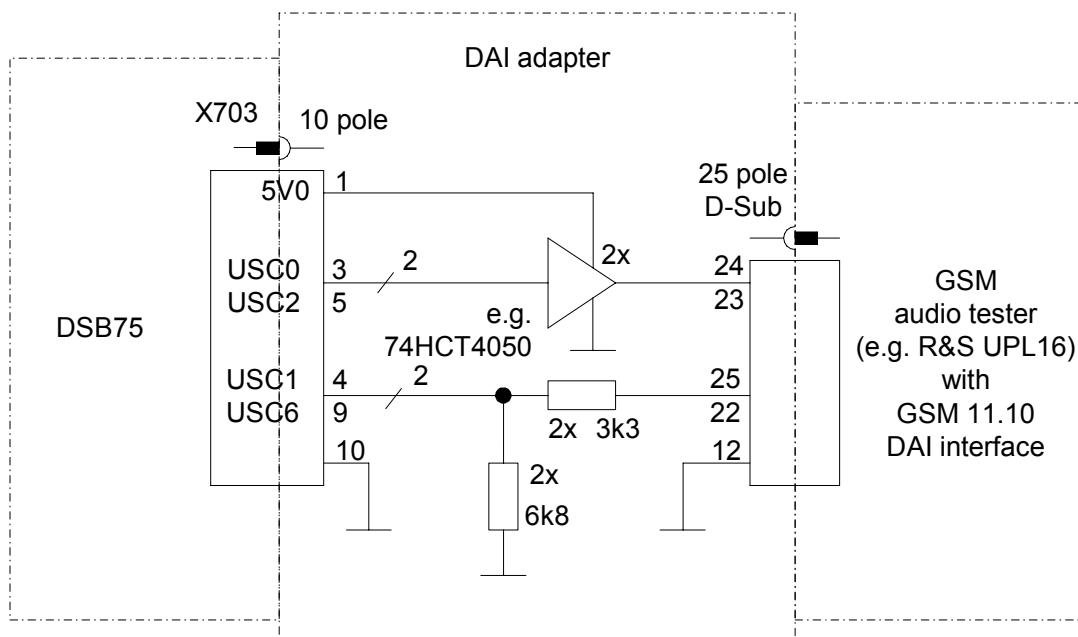 DAI adapter
X703
10 pole
25 pole
D-Sub
5V0
1
USC0
3
2
2x
24
USC2
5
23
e.g.
74HCT4050
DSB75
GSM
audio tester
(e.g. R&S UPL16)
with
GSM 11.10
DAI interface
USC1
4
2
25
USC6
9
2x 3k3
22
10
12
2x
6k8